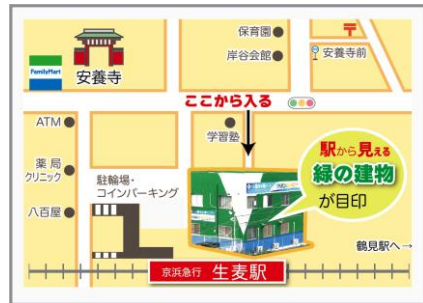 保育園
岸谷会館
安養寺前
FamilyMart
安養寺
ここから入る
ATM
学習塾
駅から見える
緑の建物
が目印
薬局
クリニック
駐輪場・
コインパーキング
八百屋
鶴見駅へ→
京浜急行 生麦駅